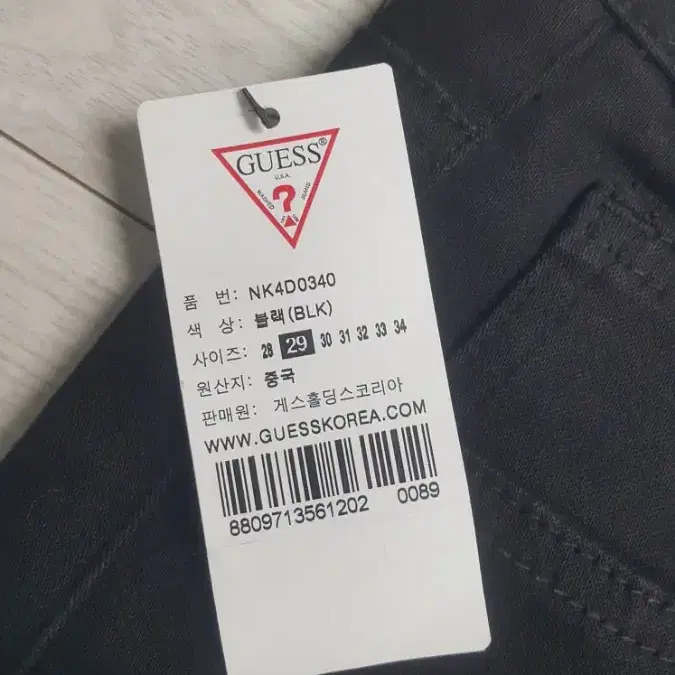 GUESS®
U.S.A.
WASHED JEANS
?
품 번: NK4D0340
색 상: 블랙(BLK)
사이즈: 28 29 30 31 32 33 34
원산지: 중국
판매원: 게스홀딩스코리아
WWW.GUESSKOREA.COM
8809713561202 0089